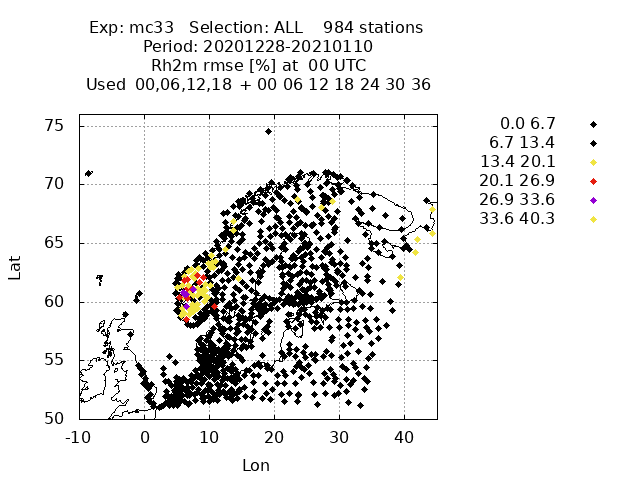 Exp: mc33 Selection: ALL 984 stations
Period: 20201228-20210110
Rh2m rmse [%] at 00 UTC
Used 00,06,12,18 + 00 06 12 18 24 30 36
0.0 6.7
6.7 13.4
13.4 20.1
20.1 26.9
26.9 33.6
33.6 40.3
75
70
65
60
55
50
Lat
-10 0 10 20 30 40
Lon